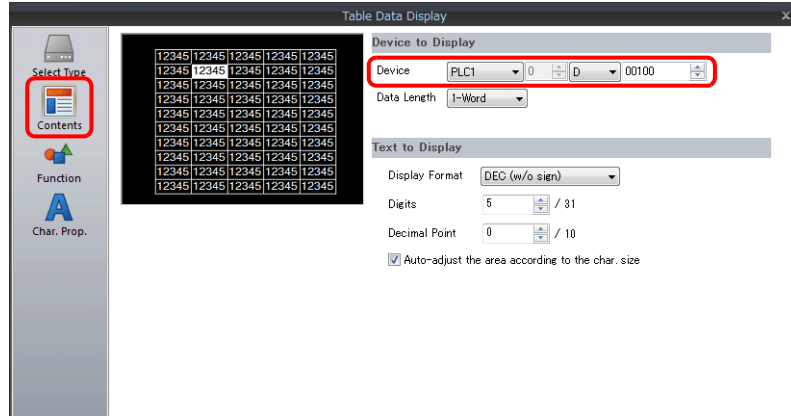 Table Data Display
x
Select Type
Contents
Function
Char. Prop.
12345 12345 12345 12345 12345
12345 12345 12345 12345 12345
12345 12345 12345 12345 12345
12345 12345 12345 12345 12345
12345 12345 12345 12345 12345
12345 12345 12345 12345 12345
12345 12345 12345 12345 12345
12345 12345 12345 12345 12345
12345 12345 12345 12345 12345
12345 12345 12345 12345 12345
Device to Display
Device PLC1 0 D 00100
Data Length 1-Word
Text to Display
Display Format DEC (w/o sign)
Digits 5 / 31
Decimal Point 0 / 10
Auto-adjust the area according to the char. size